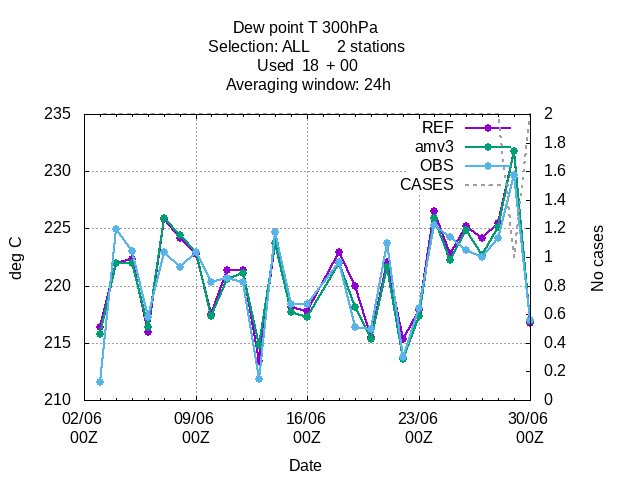 Dew point T 300hPa
Selection: ALL 2 stations
Used 18 + 00
Averaging window: 24h
235
230
225
220
215
210
deg C
2
1.8
1.6
1.4
1.2
1
0.8
0.6
0.4
0.2
0
No cases
REF
amv3
OBS
CASES
02/06 09/06 16/06 23/06 30/06
00Z 00Z 00Z 00Z 00Z
Date